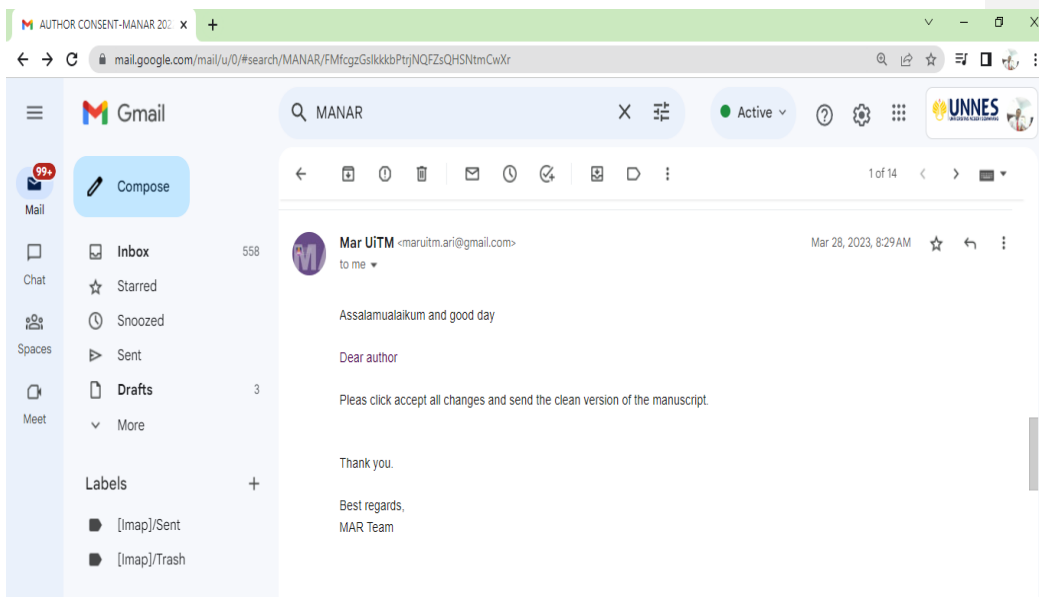 AUTHOR CONSENT-MANAR 202
mail.google.com/mail/u/0/#search/MANAR/FMfcgzGslkkkbPtrjNQFZsQHSNtmCwXr
Gmail
MANAR
Active
UNNES
99+
Mail
Compose
1 of 14
Mar UiTM <maruitm.ari@gmail.com>
Mar 28, 2023, 8:29 AM
to me
Inbox 558
Chat
Starred
Snoozed
Spaces
Sent
Drafts 3
Meet
More
Assalamualaikum and good day
Dear author
Pleas click accept all changes and send the clean version of the manuscript.
Thank you.
Best regards,
MAR Team
Labels
[Imap]/Sent
[Imap]/Trash